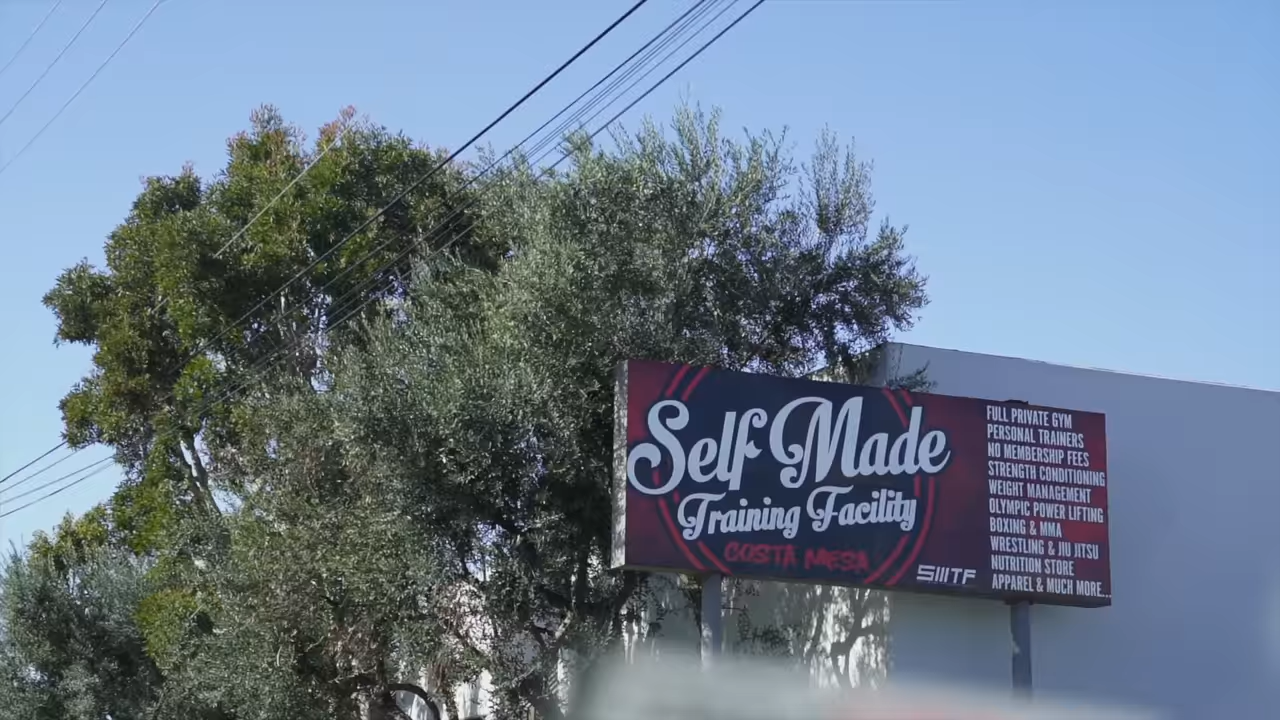 Self Made
Training Facility
COSTA MESA
SMTF
FULL PRIVATE GYM
PERSONAL TRAINERS
NO MEMBERSHIP FEES
STRENGTH CONDITIONING
WEIGHT MANAGEMENT
OLYMPIC POWER LIFTING
BOXING & MMA
WRESTLING & JIU JITSU
NUTRITION STORE
APPAREL & MUCH MORE...